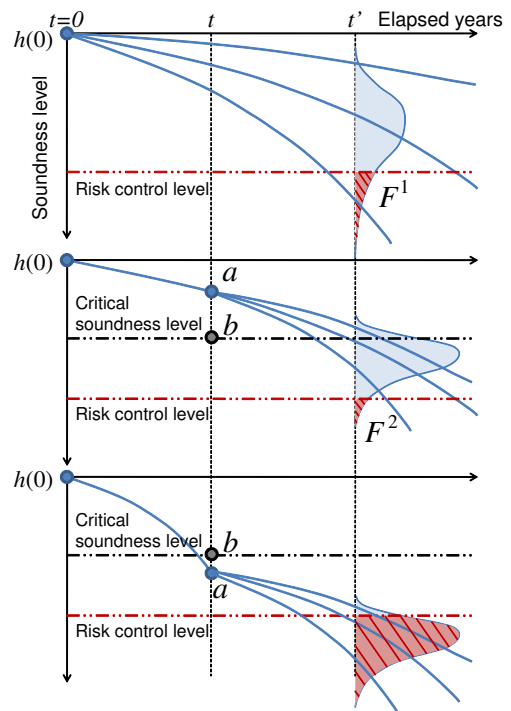 t=0
t
t’
Elapsed years
h(0)
Soundness level
Risk control level
F¹
h(0)
a
Critical
soundness level
b
Risk control level
F²
h(0)
Critical
soundness level
b
a
Risk control level